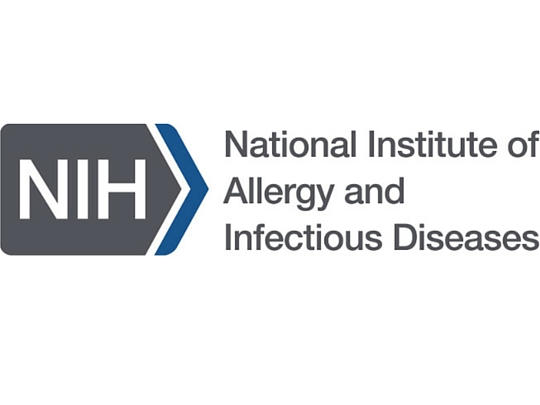 NIH
National Institute of
Allergy and
Infectious Diseases